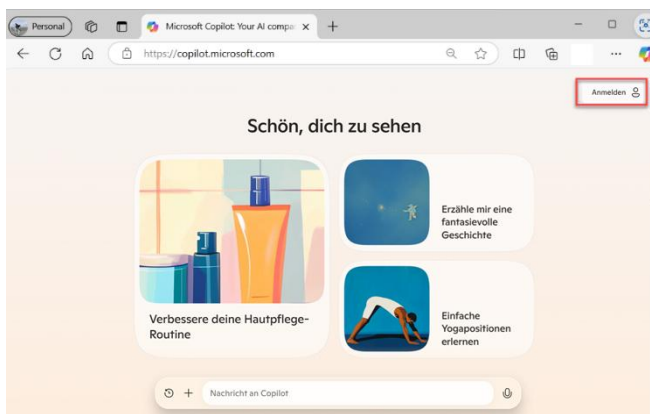 Personal
Microsoft Copilot: Your AI compa
https://copilot.microsoft.com
Anmelden
Schön, dich zu sehen
Verbessere deine Hautpflege-
Routine
Erzähle mir eine
fantasievolle
Geschichte
Einfache
Yogapositionen
erlernen
Nachricht an Copilot